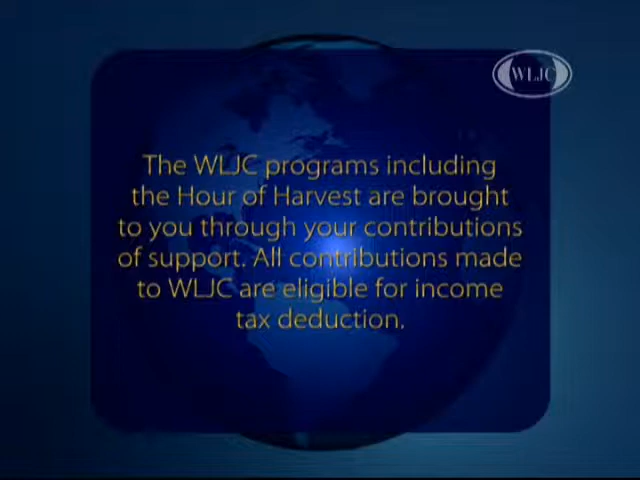 WLJC
The WLJC programs including
the Hour of Harvest are brought
to you through your contributions
of support. All contributions made
to WLJC are eligible for income
tax deduction.